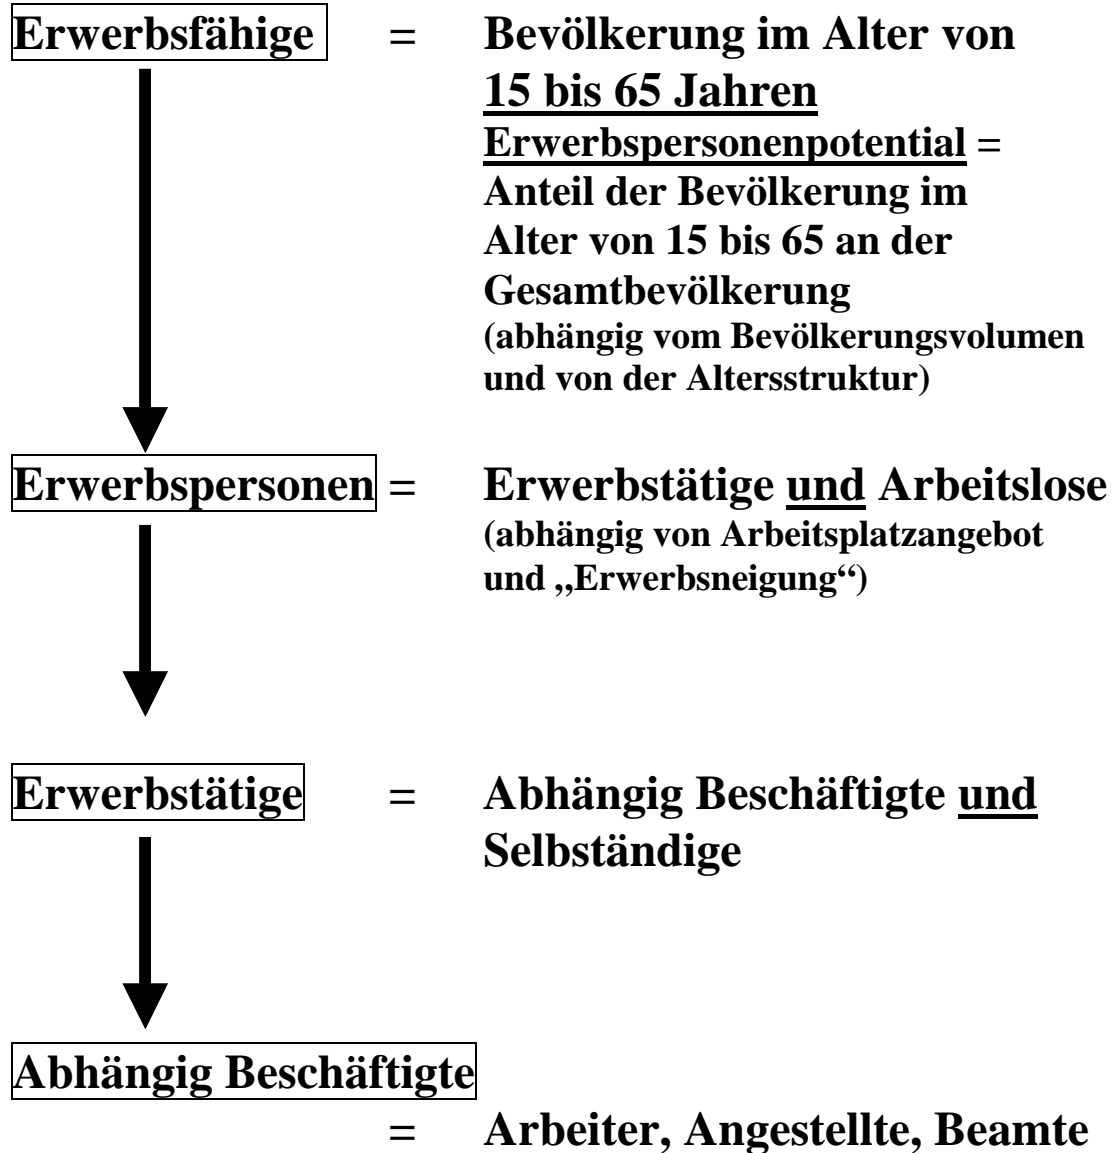 Erwerbsfähige = Bevölkerung im Alter von
15 bis 65 Jahren
Erwerbspersonenpotential =
Anteil der Bevölkerung im
Alter von 15 bis 65 an der
Gesamtbevölkerung
(abhängig vom Bevölkerungsvolumen
und von der Altersstruktur)
Erwerbspersonen = Erwerbstätige und Arbeitslose
(abhängig von Arbeitsplatzangebot
und „Erwerbsneigung“)
Erwerbstätige = Abhängig Beschäftigte und
Selbständige
Abhängig Beschäftigte
= Arbeiter, Angestellte, Beamte